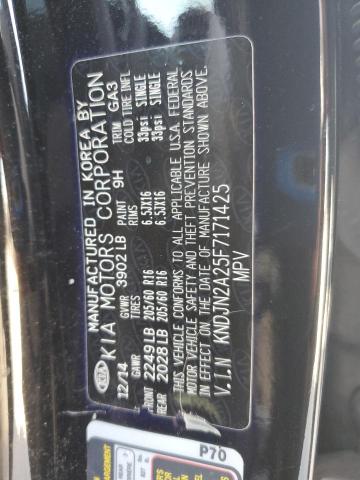 MANUFACTURED IN KOREA BY
KIA KIA MOTORS CORPORATION
12/14 GVWR 3902 LB PAINT 9H TRIM GA3
TIRES RIMS COLD TIRE INFL
FRONT 2249 LB 205/60 R16 6.5JX16 33psi SINGLE
REAR 2028 LB 205/60 R16 6.5JX16 33psi SINGLE
THIS VEHICLE CONFORMS TO ALL APPLICABLE U.S.A. FEDERAL
MOTOR VEHICLE SAFETY AND THEFT PREVENTION STANDARDS
IN EFFECT ON THE DATE OF MANUFACTURE SHOWN ABOVE.
V.I.N KNDJN2A25F7171425
MPV
P70